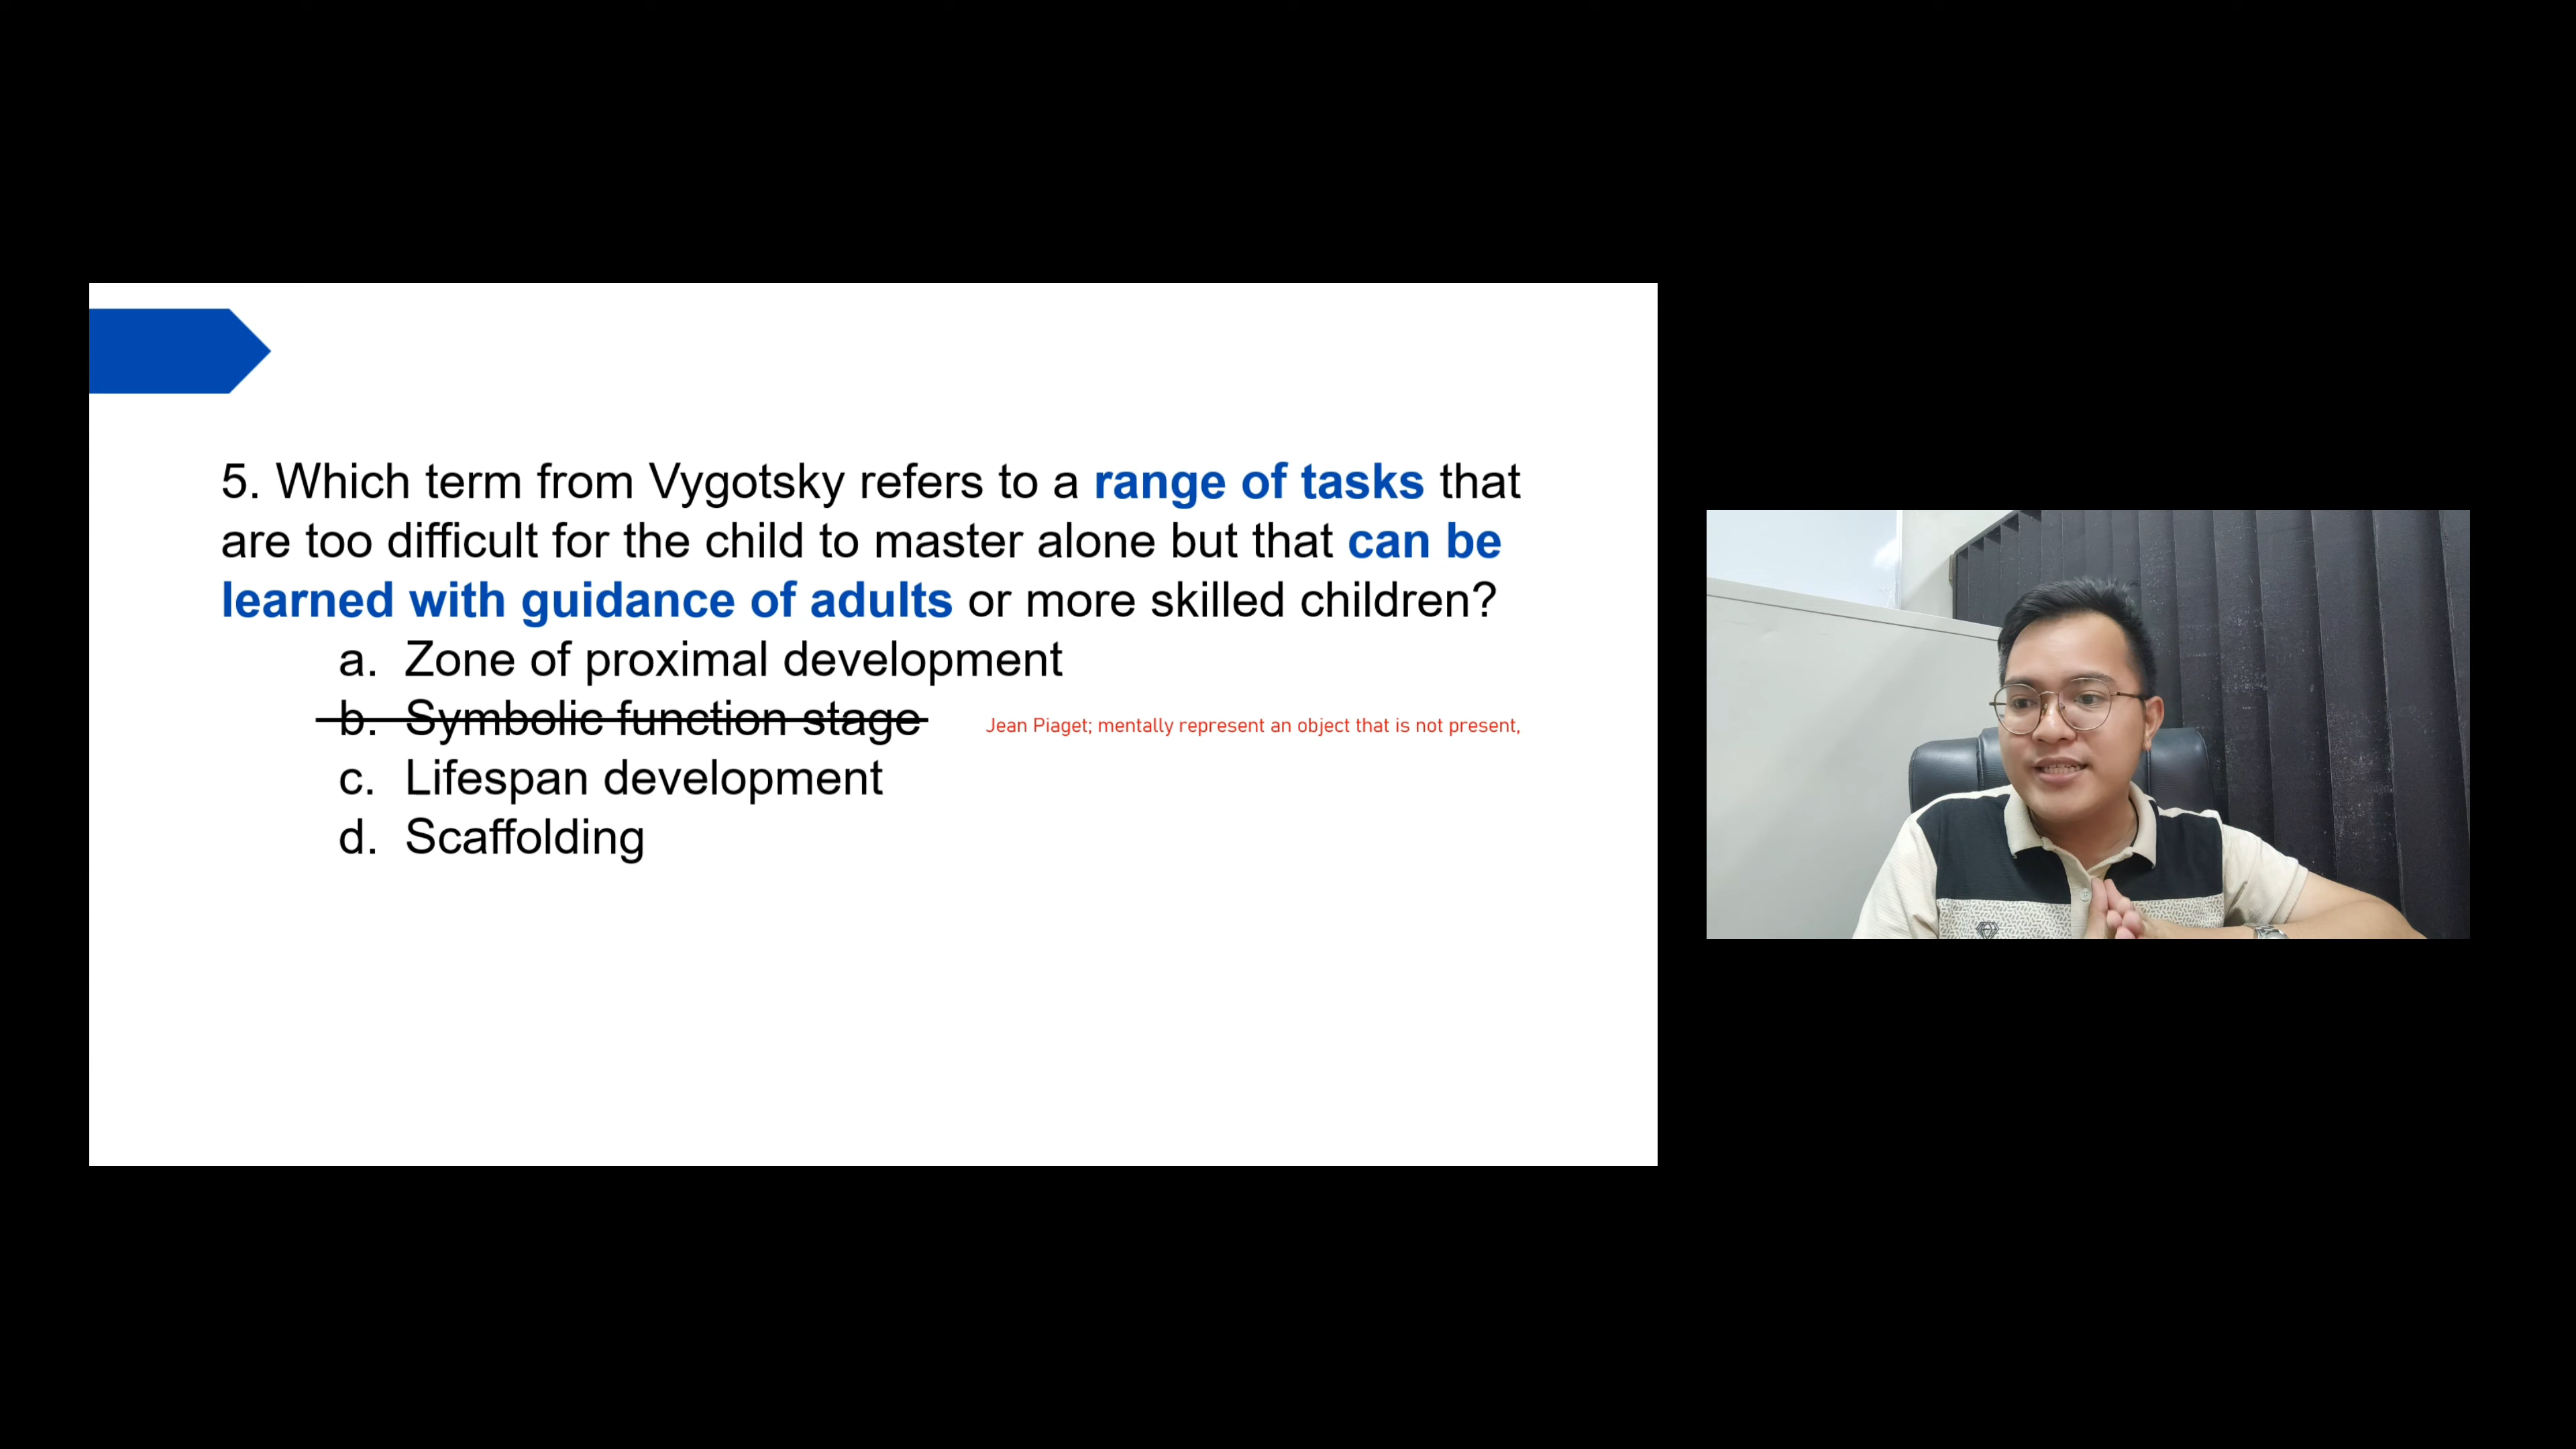 5. Which term from Vygotsky refers to a range of tasks that
are too difficult for the child to master alone but that can be
learned with guidance of adults or more skilled children?
a. Zone of proximal development
b. Symbolic function stage
Jean Piaget; mentally represent an object that is not present,
c. Lifespan development
d. Scaffolding